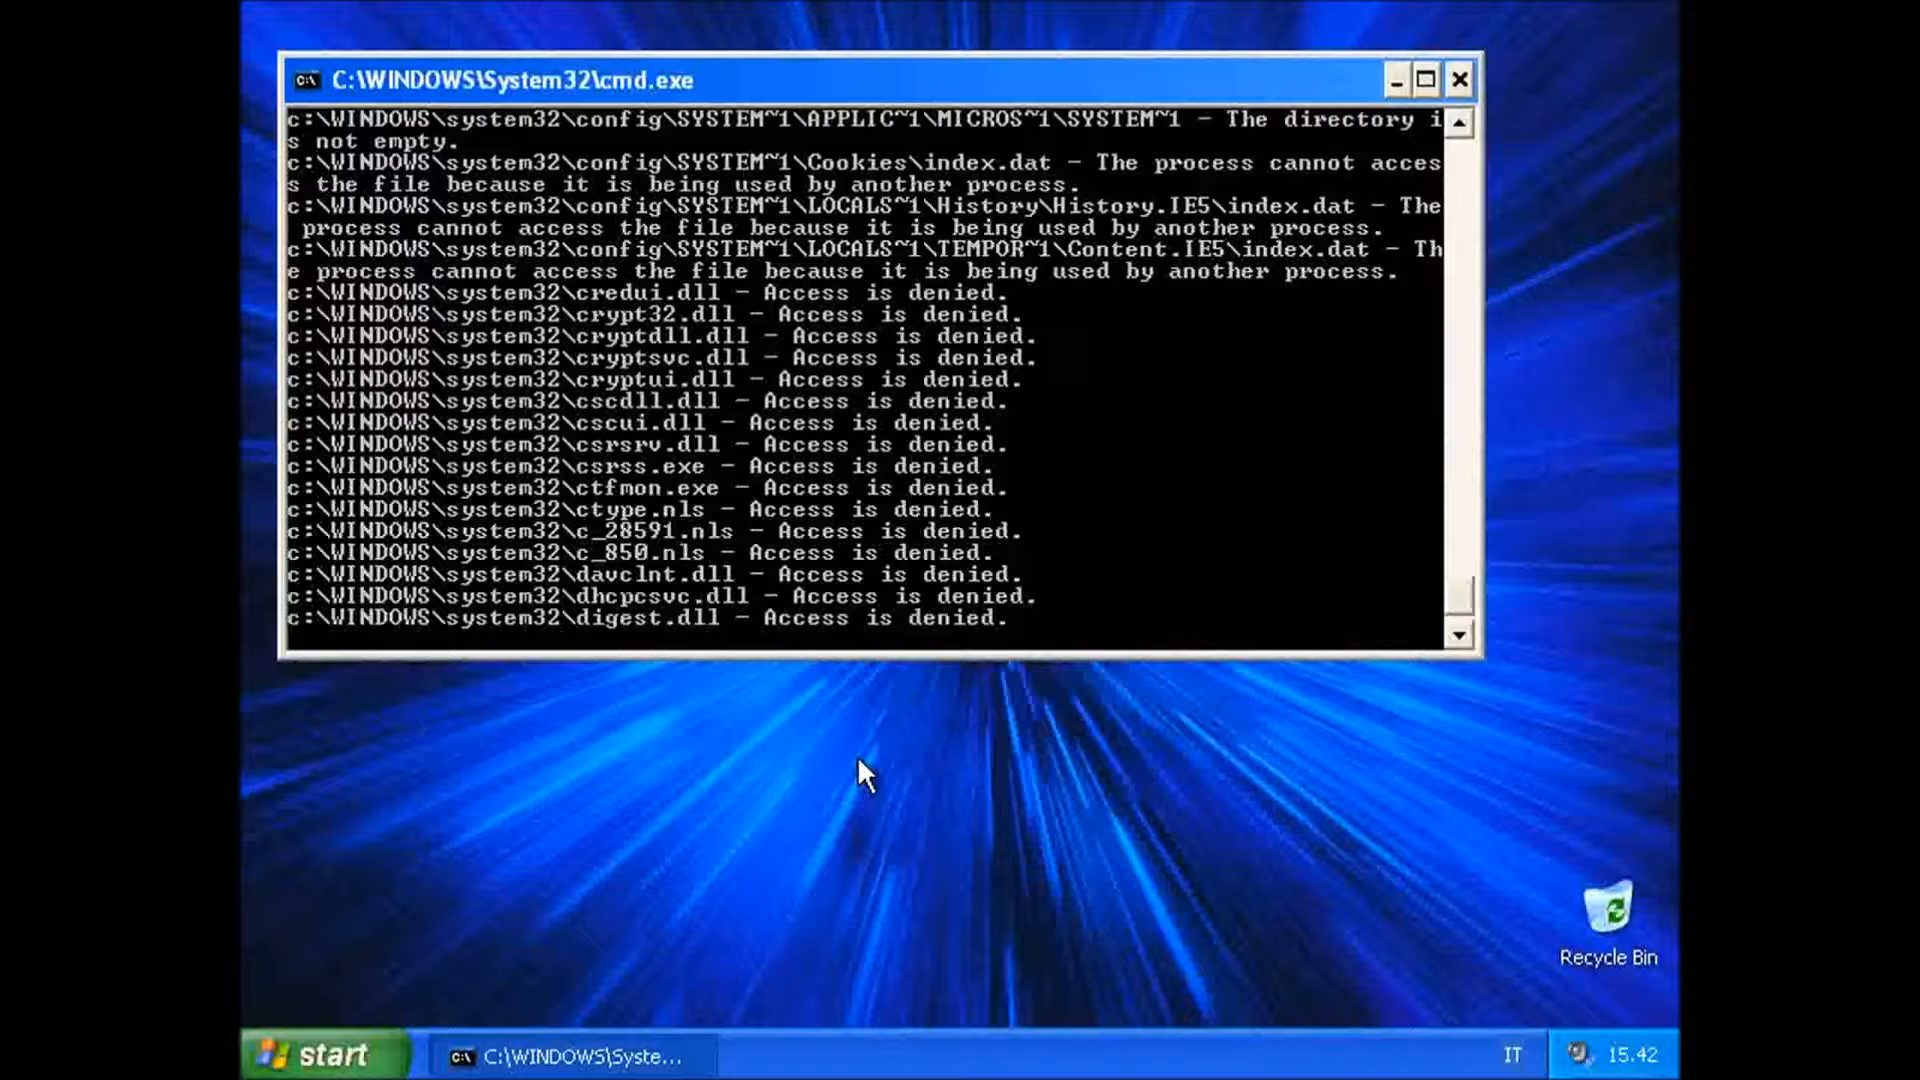 C:\WINDOWS\System32\cmd.exe
c:\WINDOWS\system32\config\SYSTEM~1\APPLIC~1\MICROS~1\SYSTEM~1 - The directory i
s not empty.
c:\WINDOWS\system32\config\SYSTEM~1\Cookies\index.dat - The process cannot acces
s the file because it is being used by another process.
c:\WINDOWS\system32\config\SYSTEM~1\LOCALS~1\History\History.IE5\index.dat - The
 process cannot access the file because it is being used by another process.
c:\WINDOWS\system32\config\SYSTEM~1\LOCALS~1\TEMPOR~1\Content.IE5\index.dat - Th
e process cannot access the file because it is being used by another process.
c:\WINDOWS\system32\credui.dll - Access is denied.
c:\WINDOWS\system32\crypt32.dll - Access is denied.
c:\WINDOWS\system32\cryptdll.dll - Access is denied.
c:\WINDOWS\system32\cryptsvc.dll - Access is denied.
c:\WINDOWS\system32\cryptui.dll - Access is denied.
c:\WINDOWS\system32\cscdll.dll - Access is denied.
c:\WINDOWS\system32\cscui.dll - Access is denied.
c:\WINDOWS\system32\csrsrv.dll - Access is denied.
c:\WINDOWS\system32\csrss.exe - Access is denied.
c:\WINDOWS\system32\ctfmon.exe - Access is denied.
c:\WINDOWS\system32\ctype.nls - Access is denied.
c:\WINDOWS\system32\c_28591.nls - Access is denied.
c:\WINDOWS\system32\c_850.nls - Access is denied.
c:\WINDOWS\system32\davclnt.dll - Access is denied.
c:\WINDOWS\system32\dhcpcsvc.dll - Access is denied.
c:\WINDOWS\system32\digest.dll - Access is denied.
Recycle Bin
start
C:\WINDOWS\Syste...
IT
15.42